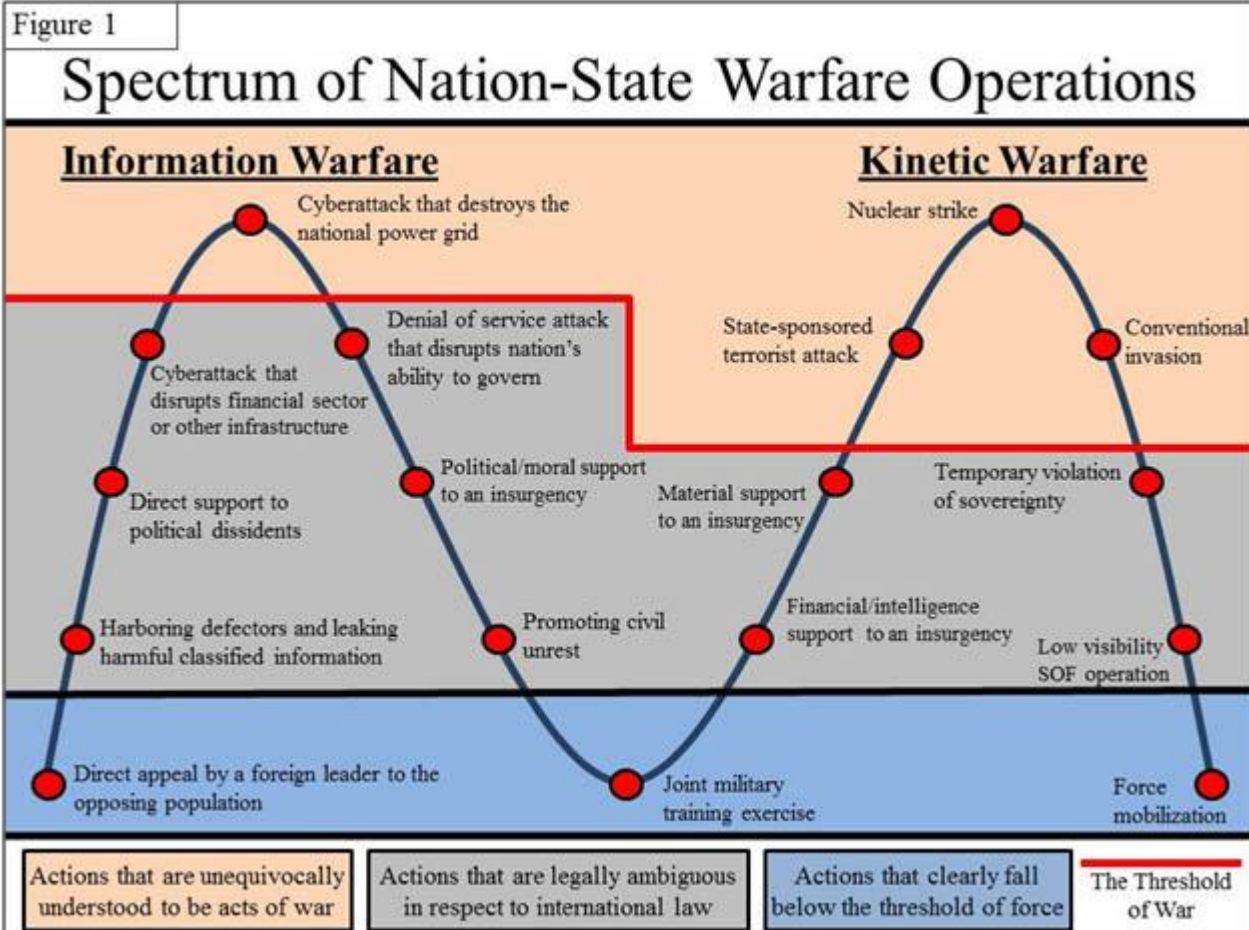 Figure 1
Spectrum of Nation-State Warfare Operations
Information Warfare
Kinetic Warfare
Cyberattack that destroys the
national power grid
Nuclear strike
Denial of service attack
that disrupts nation's
ability to govern
State-sponsored
terrorist attack
Conventional
invasion
Cyberattack that
disrupts financial sector
or other infrastructure
Political/moral support
to an insurgency
Material support
to an insurgency
Temporary violation
of sovereignty
Direct support to
political dissidents
Harboring defectors and leaking
harmful classified information
Promoting civil
unrest
Financial/intelligence
support to an insurgency
Low visibility
SOF operation
Direct appeal by a foreign leader to the
opposing population
Joint military
training exercise
Force
mobilization
Actions that are unequivocally
understood to be acts of war
Actions that are legally ambiguous
in respect to international law
Actions that clearly fall
below the threshold of force
The Threshold
of War